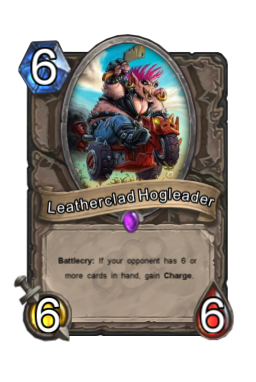 6
Leatherclad Hogleader
Battlecry: If your opponent has 6 or
more cards in hand, gain Charge.
6 6